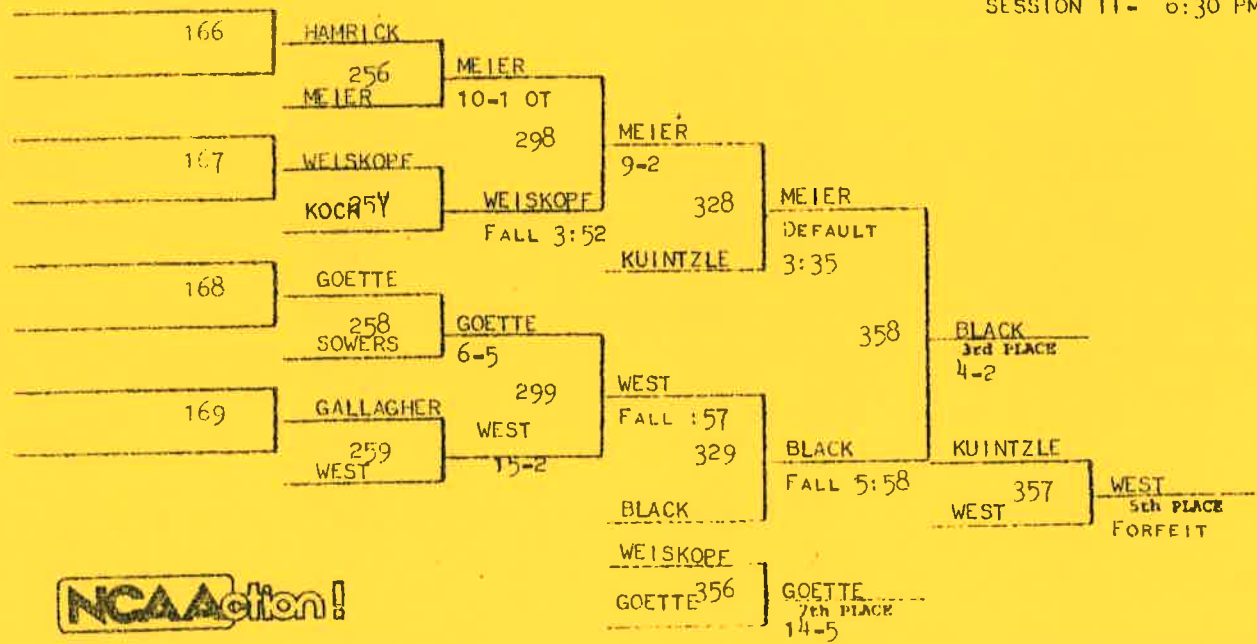 SESSION II- 6:30 PM
166
HAMRICK
256
MEIER
MEIER
10-1 OT
298
MEIER
9-2
167
WEISKOPF
KOCH
WEISKOPF
FALL 3:52
328
KUINTZLE
MEIER
DEFAULT
3:35
168
GOETTE
258
SOWERS
GOETTE
6-5
299
358
BLACK
3rd PLACE
4-2
169
GALLAGHER
259
WEST
WEST
15-2
WEST
FALL :57
329
BLACK
BLACK
FALL 5:58
KUINTZLE
357
WEST
WEST
5th PLACE
FORFEIT
WEISKOPF
356
GOETTE
GOETTE
7th PLACE
14-5
NCAAction!